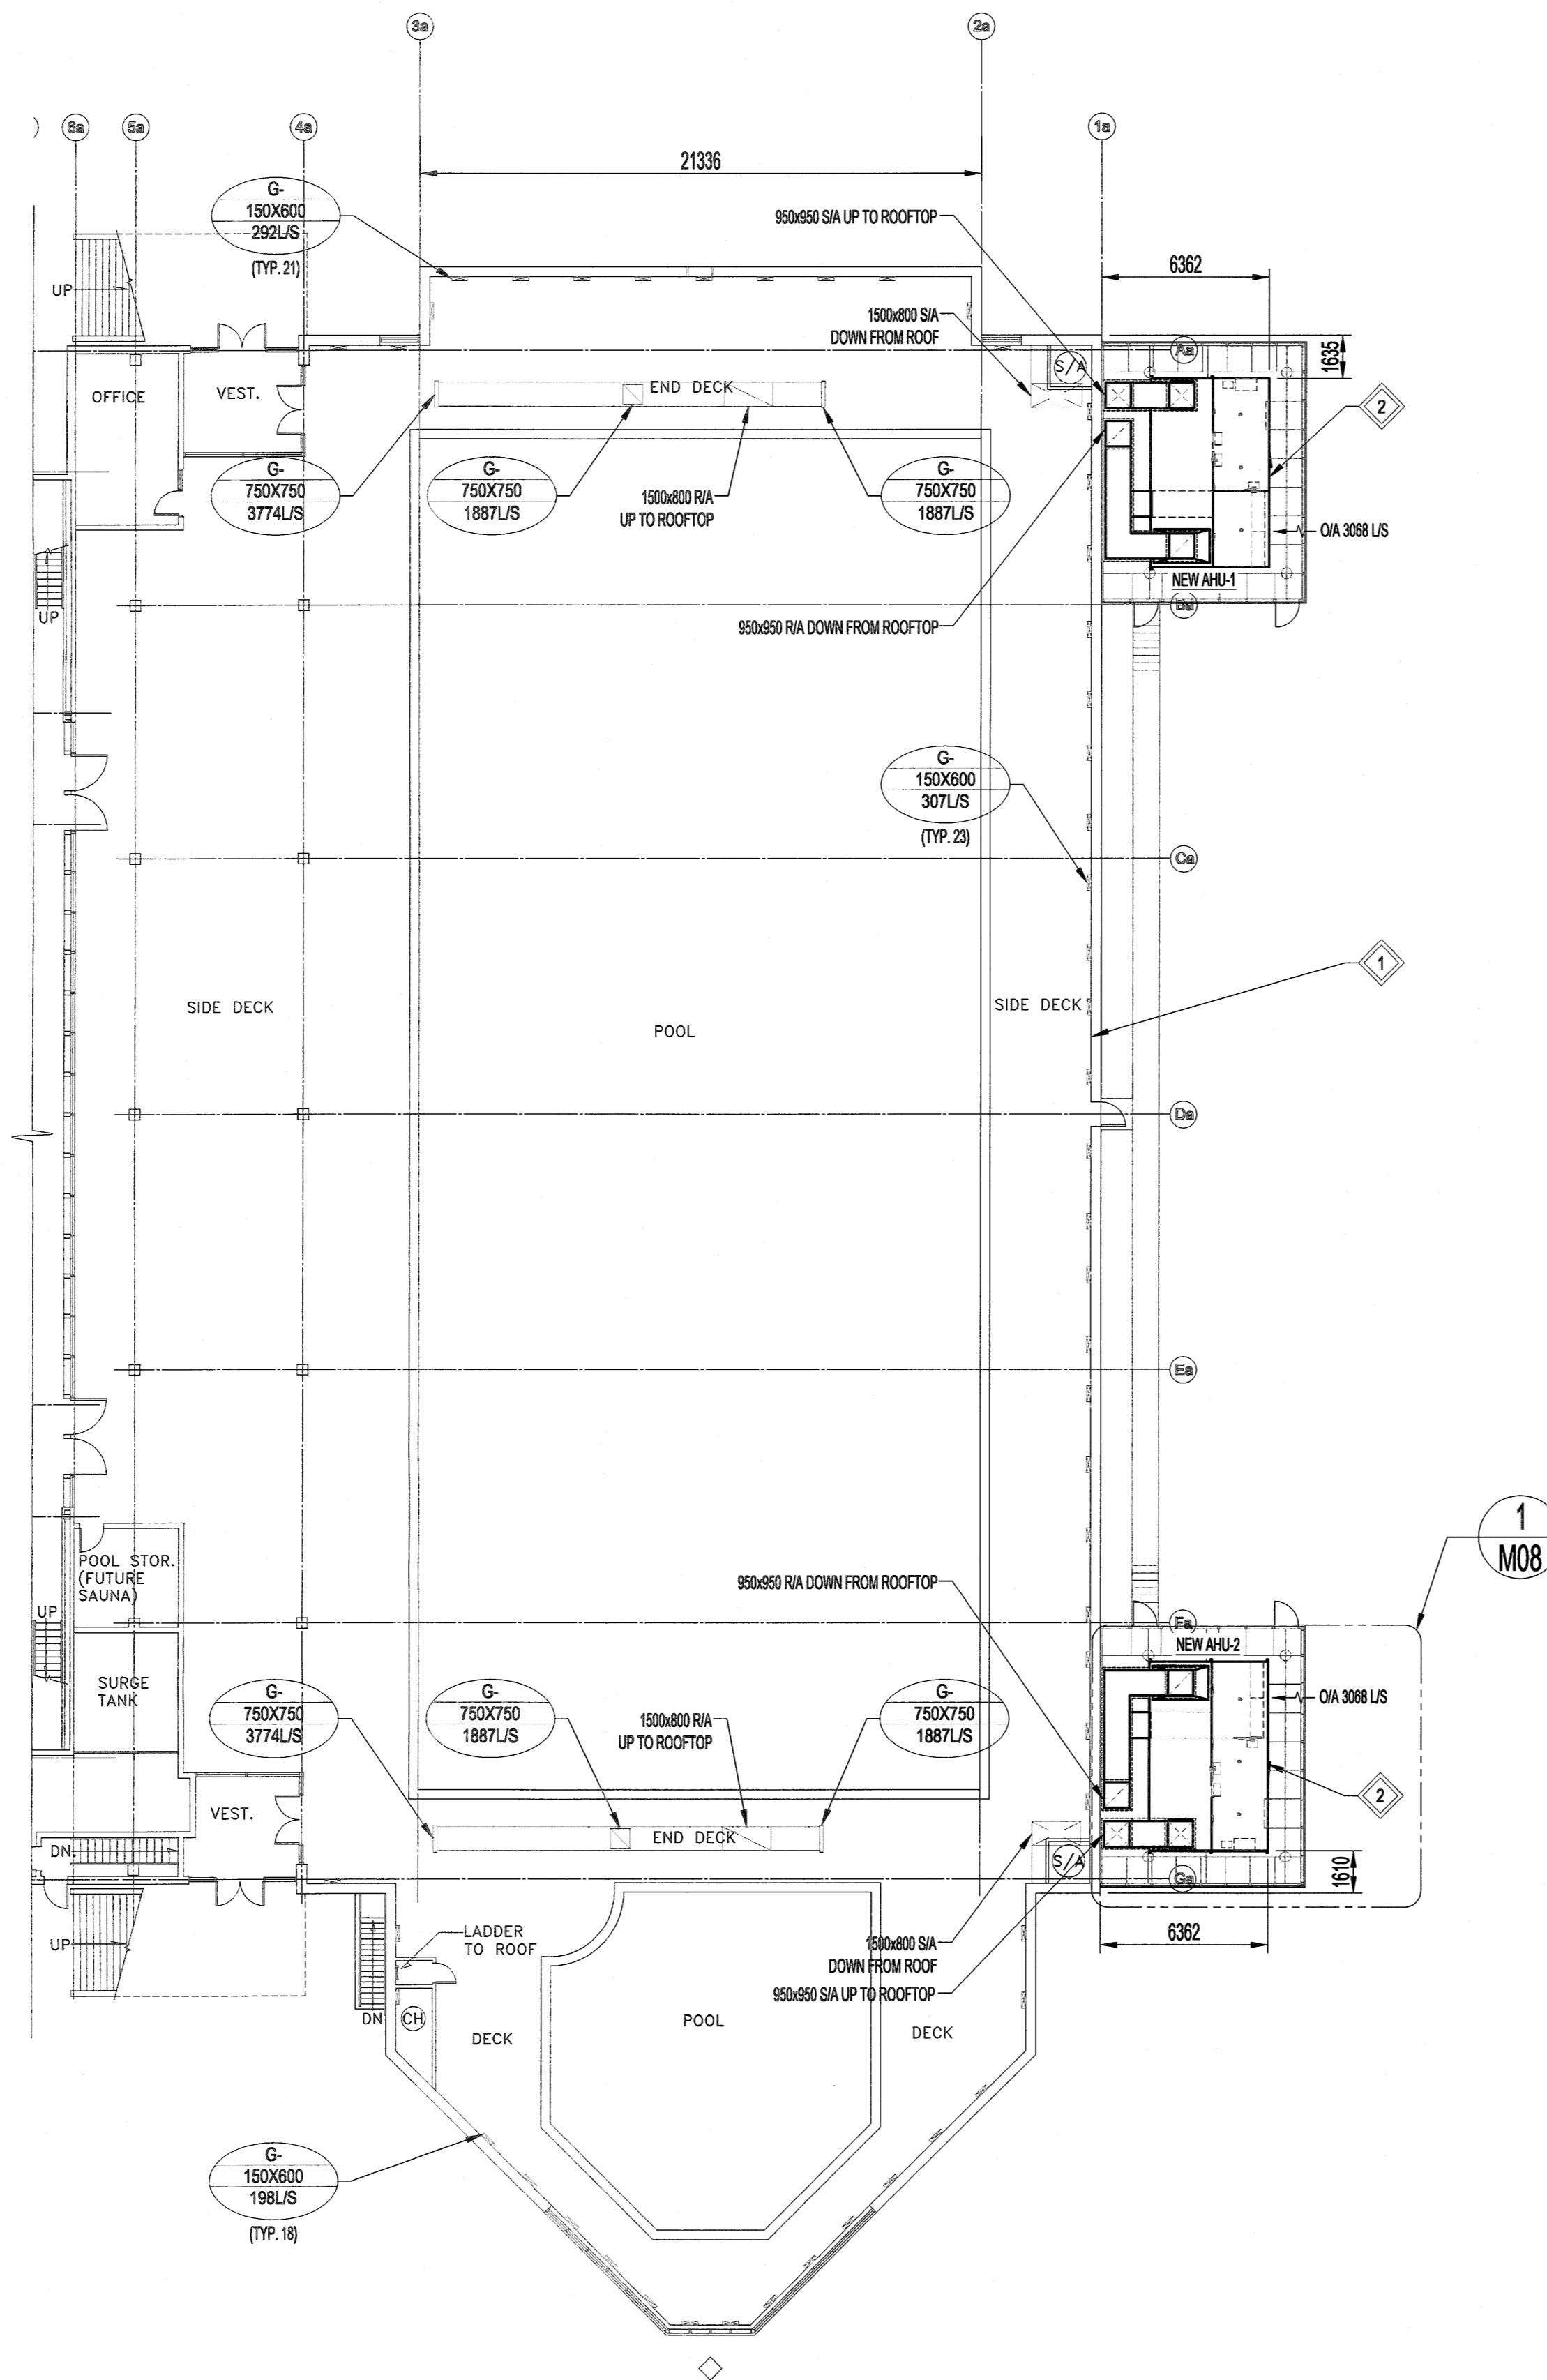 3a
2a
6a
5a
4a
1a
21336
G-
150X600
292L/S
(TYP. 21)
950x950 S/A UP TO ROOFTOP
6362
UP
1500x800 S/A
DOWN FROM ROOF
1635
Aa
S/A
OFFICE
VEST.
END DECK
2
G-
750X750
3774L/S
G-
750X750
1887L/S
1500x800 R/A
UP TO ROOFTOP
G-
750X750
1887L/S
O/A 3068 L/S
NEW AHU-1
Ba
UP
950x950 R/A DOWN FROM ROOFTOP
G-
150X600
307L/S
(TYP. 23)
Ca
1
SIDE DECK
POOL
SIDE DECK
Da
Ea
1
M08
POOL STOR.
(FUTURE
SAUNA)
950x950 R/A DOWN FROM ROOFTOP
UP
Fa
NEW AHU-2
SURGE
TANK
G-
750X750
3774L/S
G-
750X750
1887L/S
1500x800 R/A
UP TO ROOFTOP
G-
750X750
1887L/S
O/A 3068 L/S
2
VEST.
END DECK
DN.
S/A
Ga
1610
UP
LADDER
TO ROOF
1500x800 S/A
DOWN FROM ROOF
6362
950x950 S/A UP TO ROOFTOP
DN
CH
DECK
POOL
DECK
G-
150X600
198L/S
(TYP. 18)